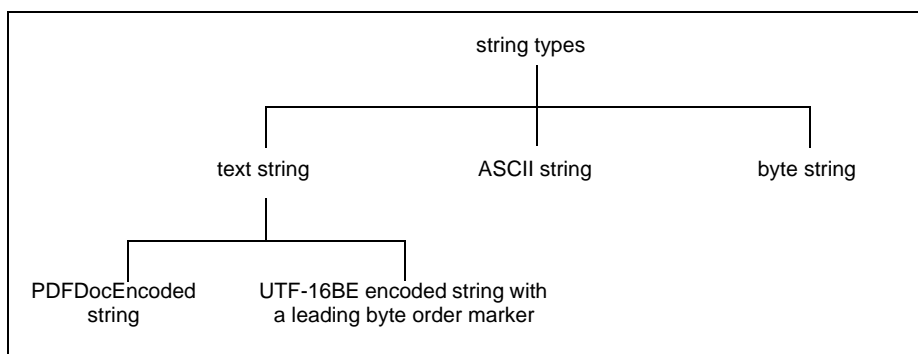 string types
text string
ASCII string
byte string
PDFDocEncoded
string
UTF-16BE encoded string with
a leading byte order marker